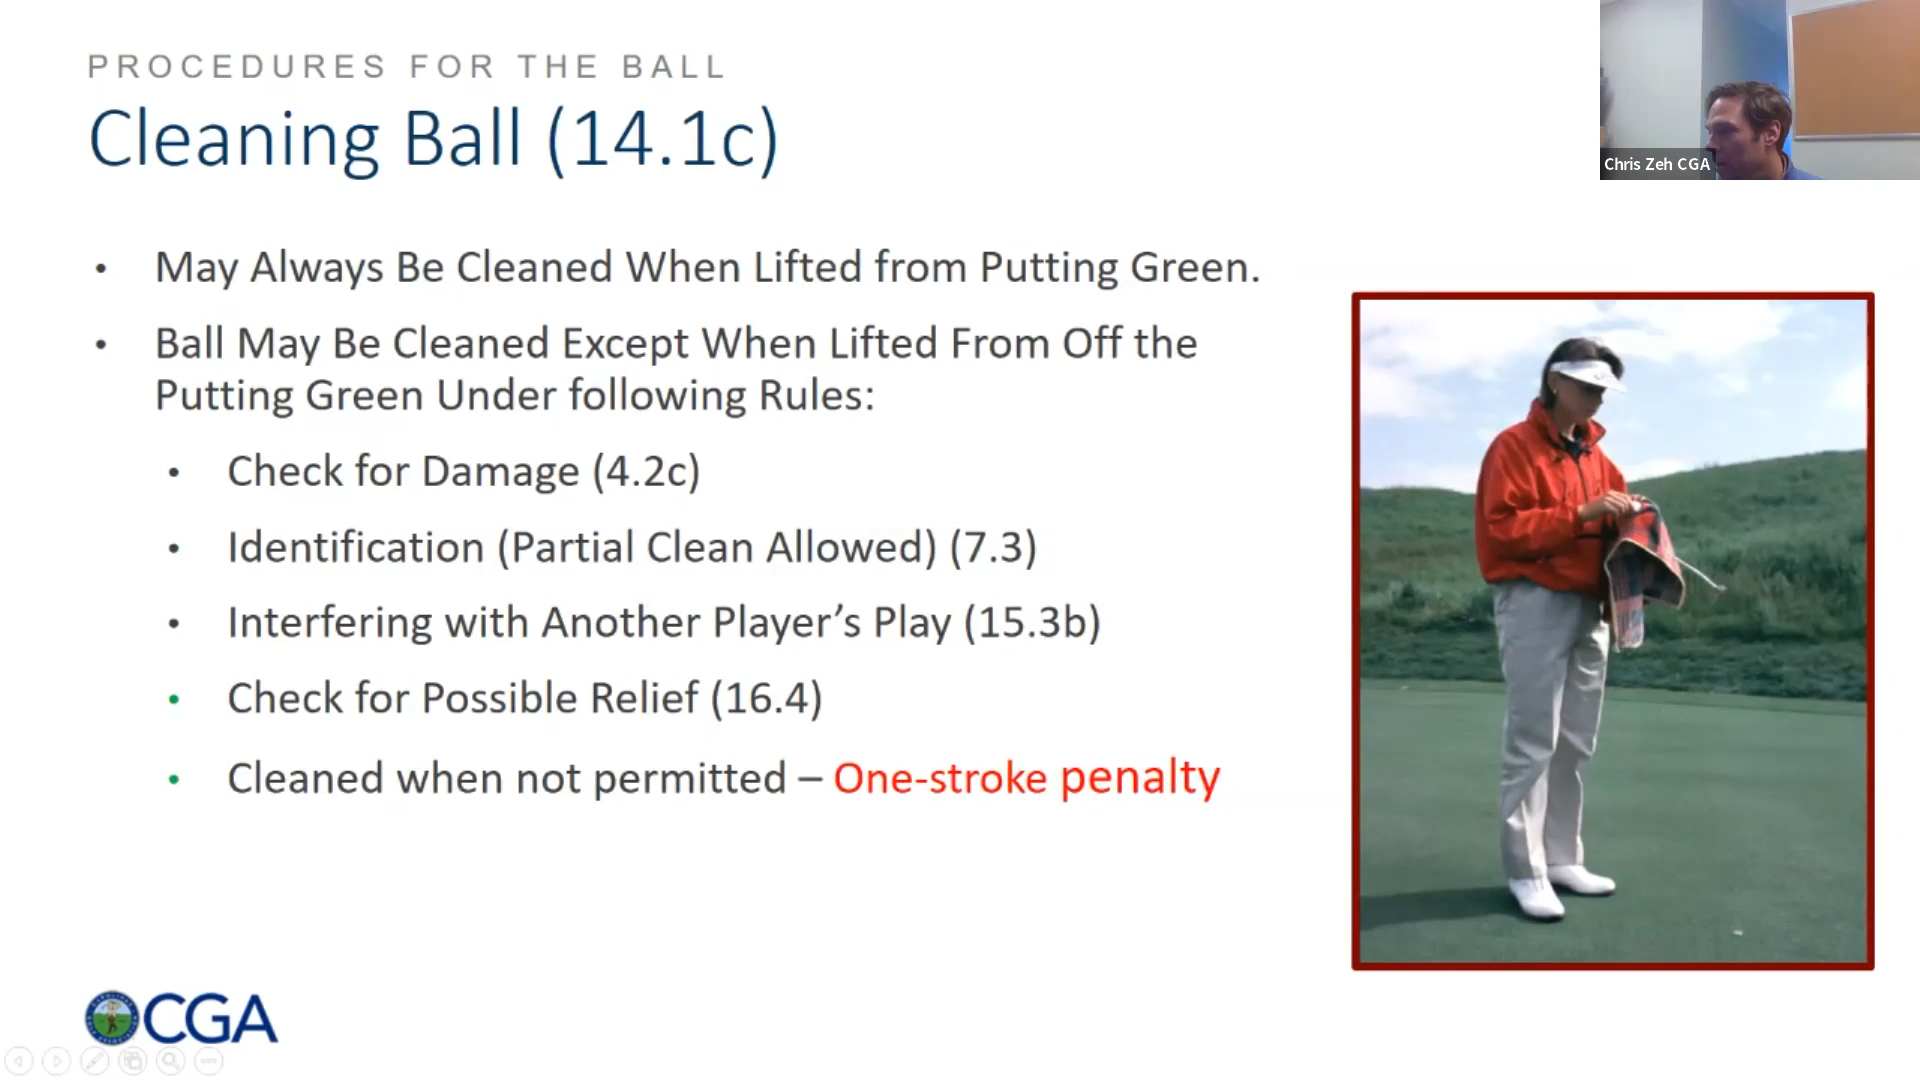 PROCEDURES FOR THE BALL
Cleaning Ball (14.1c)
Chris Zeh CGA
• May Always Be Cleaned When Lifted from Putting Green.
• Ball May Be Cleaned Except When Lifted From Off the
Putting Green Under following Rules:
• Check for Damage (4.2c)
• Identification (Partial Clean Allowed) (7.3)
• Interfering with Another Player’s Play (15.3b)
• Check for Possible Relief (16.4)
• Cleaned when not permitted – One-stroke penalty
CGA